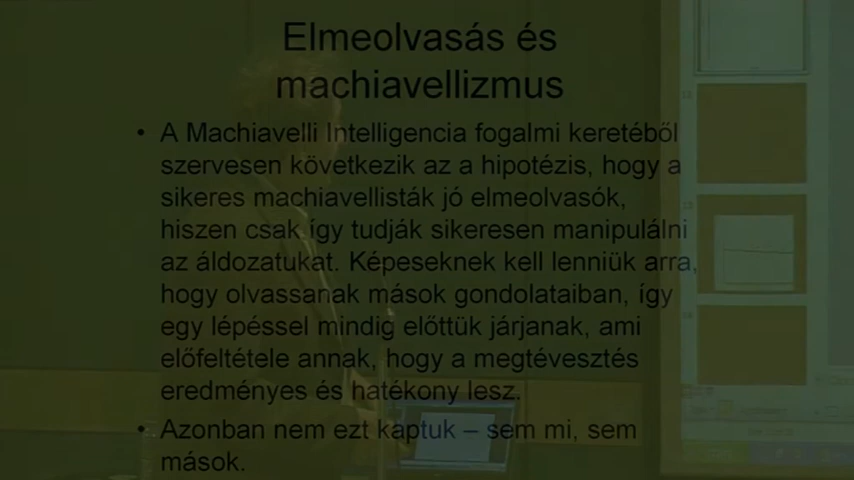 Elmeolvasás és
machiavellizmus
• A Machiavelli Intelligencia fogalmi keretéből
szervesen következik az a hipotézis, hogy a
sikeres machiavellisták jó elmeolvasók,
hiszen csak így tudják sikeresen manipulálni
az áldozatukat. Képeseknek kell lenniük arra,
hogy olvassanak mások gondolataiban, így
egy lépéssel mindig előttük járjanak, ami
előfeltétele annak, hogy a megtévesztés
eredményes és hatékony lesz.
• Azonban nem ezt kaptuk – sem mi, sem
mások.